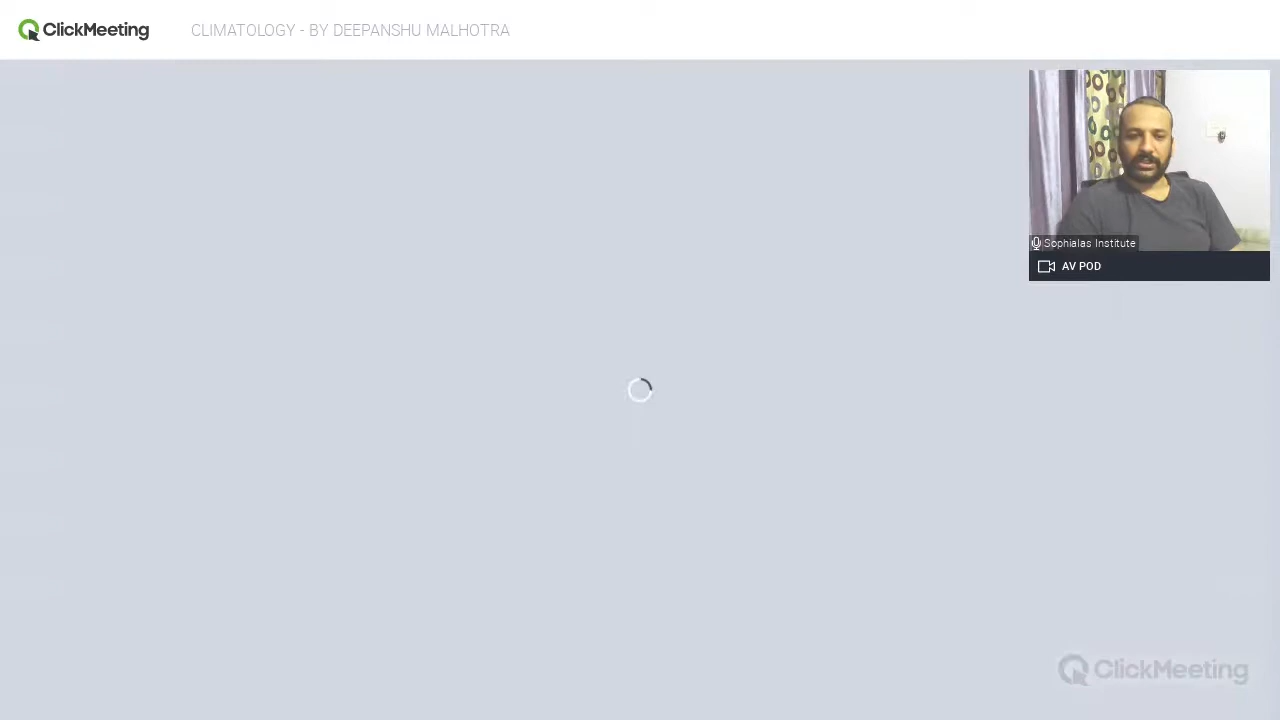 ClickMeeting CLIMATOLOGY - BY DEEPANSHU MALHOTRA
Sophialas Institute
AV POD
ClickMeeting